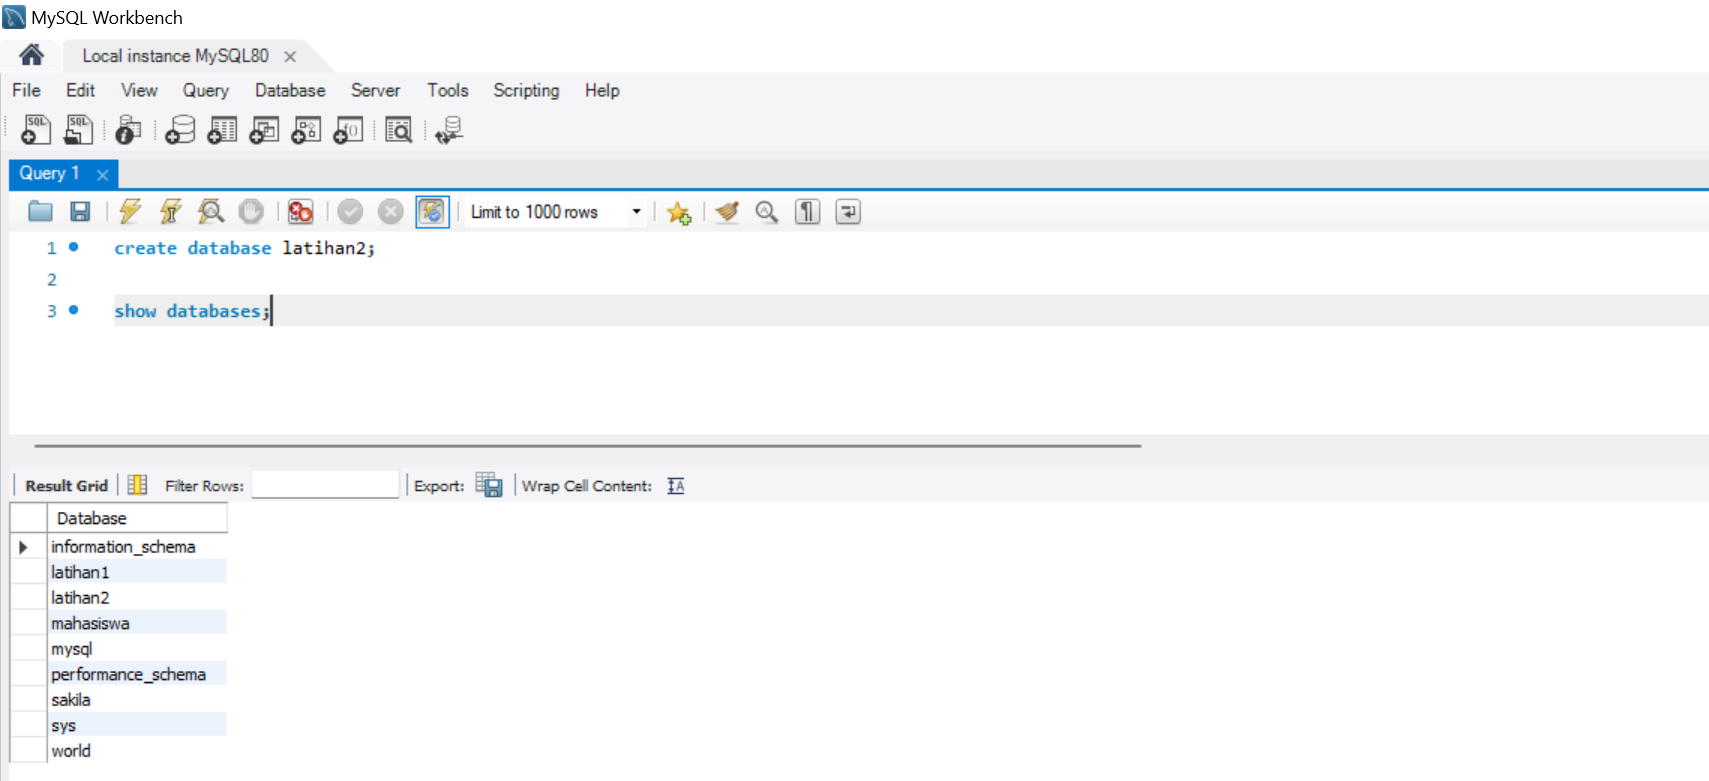 MySQL Workbench
Local instance MySQL80
File Edit View Query Database Server Tools Scripting Help
SQL SQL
Query 1
Limit to 1000 rows
1 create database latihan2;
2
3 show databases;
Result Grid Filter Rows: Export: Wrap Cell Content:
Database
information_schema
latihan1
latihan2
mahasiswa
mysql
performance_schema
sakila
sys
world